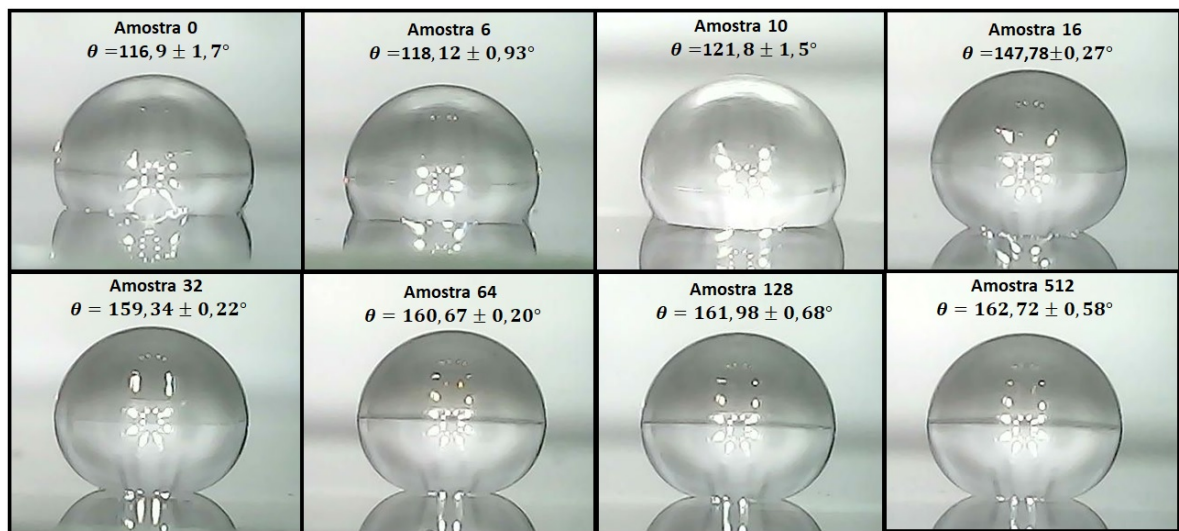 Amostra 0
θ =116,9 ± 1,7°
Amostra 6
θ =118,12 ± 0,93°
Amostra 10
θ =121,8 ± 1,5°
Amostra 16
θ =147,78±0,27°
Amostra 32
θ = 159,34 ± 0,22°
Amostra 64
θ = 160,67 ± 0,20°
Amostra 128
θ = 161,98 ± 0,68°
Amostra 512
θ = 162,72 ± 0,58°